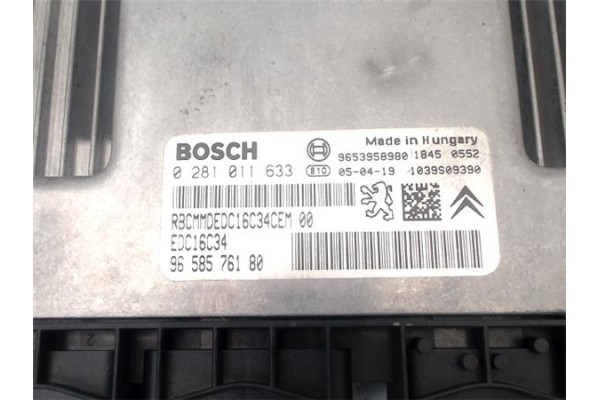 BOSCH
Made in Hungary
9653958980 1845 0552
0 281 011 633 E10 05-04-19 1039S09390
RBCMMDEDC16C34CEM 00
EDC16C34
96 585 761 80
2